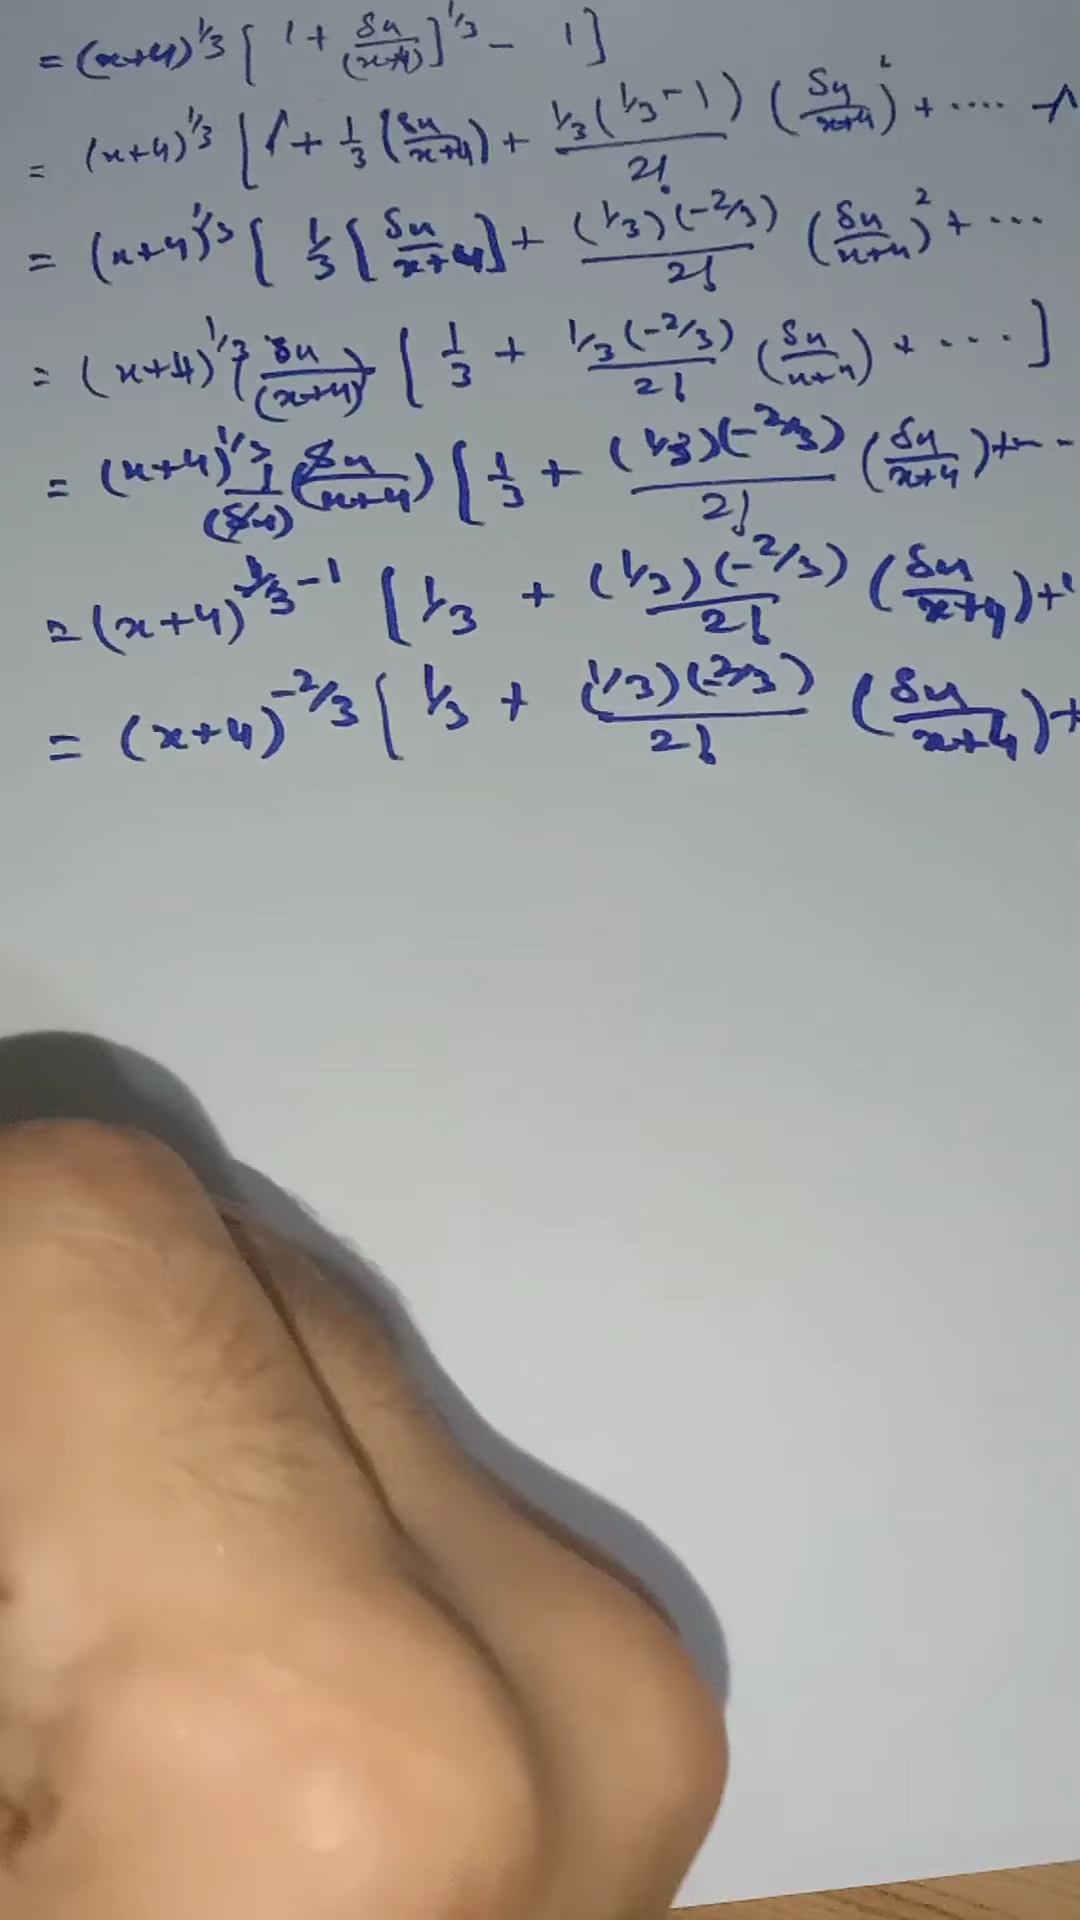 = (x+4)^1/3 [ 1 + δx/(x+4) ]^1/3 - 1 ]
= (x+4)^1/3 [ 1 + 1/3 (δx/x+4) + 1/3(1/3-1)/2! (δx/x+4)^2 + .... - 1
= (x+4)^1/3 [ 1/3 [ δx/x+4 ] + (1/3)(-2/3)/2! (δx/x+4)^2 + ...
= (x+4)^1/3 ( δx/(x+4) ) [ 1/3 + 1/3(-2/3)/2! (δx/x+4) + .... ]
= (x+4)^1/3 1/(δx) (δx/x+4) [ 1/3 + (1/3)(-2/3)/2! (δx/x+4) + ...
= (x+4)^1/3-1 [ 1/3 + (1/3)(-2/3)/2! (δx/x+4) +
= (x+4)^-2/3 [ 1/3 + (1/3)(-2/3)/2! (δx/x+4) +